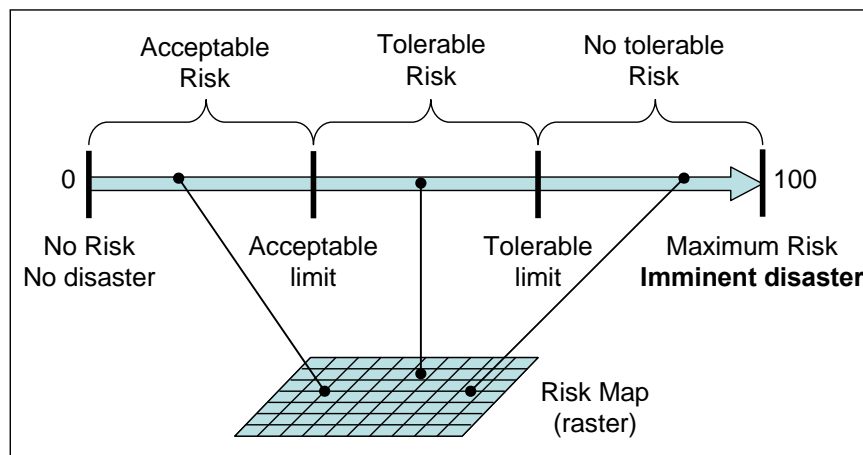 Acceptable
Risk
Tolerable
Risk
No tolerable
Risk
0
100
No Risk
No disaster
Acceptable
limit
Tolerable
limit
Maximum Risk
Imminent disaster
Risk Map
(raster)